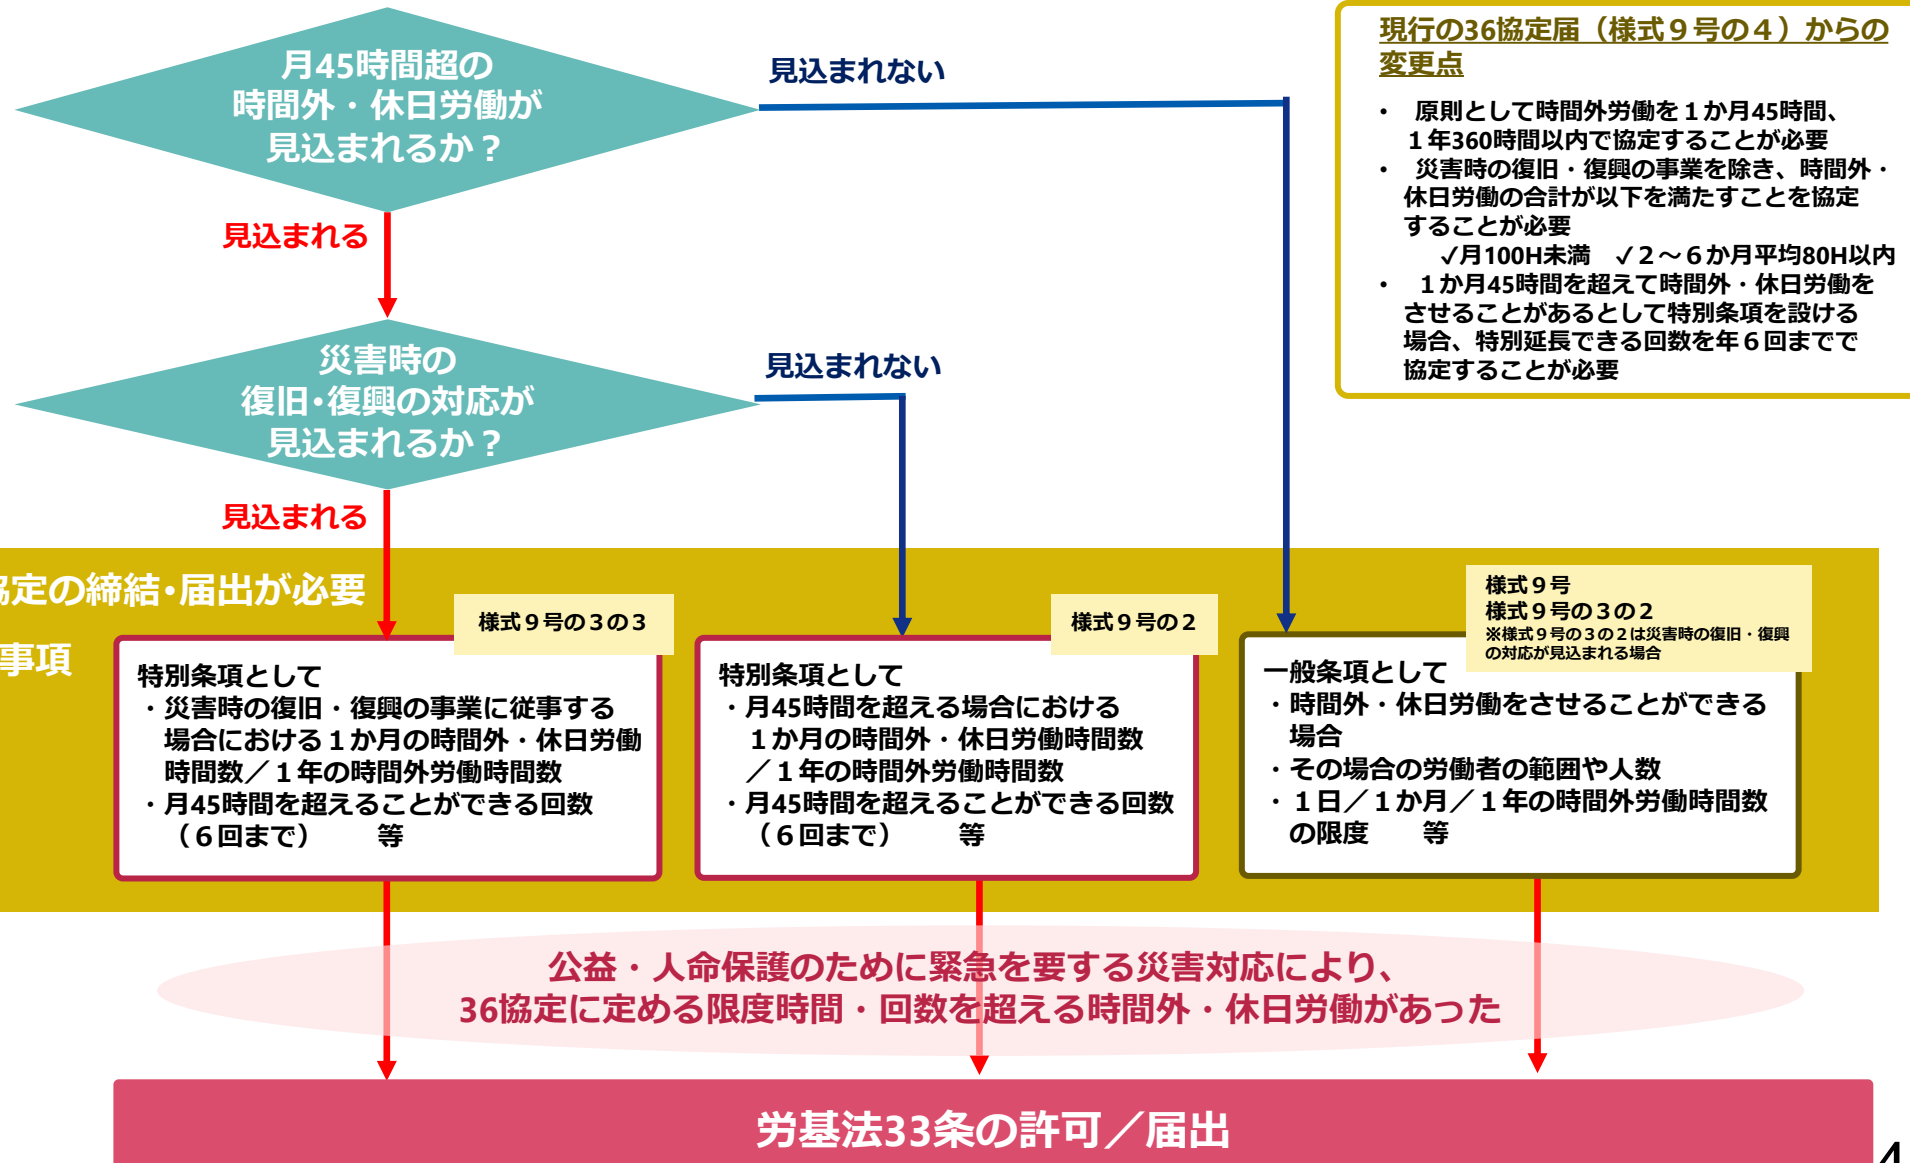 月45時間超の
時間外・休日労働が
見込まれるか？
見込まれない
見込まれる
現行の36協定届（様式９号の４）からの
変更点
・ 原則として時間外労働を１か月45時間、
１年360時間以内で協定することが必要
・ 災害時の復旧・復興の事業を除き、時間外・
休日労働の合計が以下を満たすことを協定
することが必要
✓月100H未満 ✓２～６か月平均80H以内
・ １か月45時間を超えて時間外・休日労働を
させることがあるとして特別条項を設ける
場合、特別延長できる回数を年６回までで
協定することが必要
災害時の
復旧・復興の対応が
見込まれるか？
見込まれない
見込まれる
定の締結・届出が必要
事項
様式９号の３の３
特別条項として
・災害時の復旧・復興の事業に従事する
場合における１か月の時間外・休日労働
時間数／１年の時間外労働時間数
・月45時間を超えることができる回数
（６回まで） 等
様式９号の２
特別条項として
・月45時間を超える場合における
１か月の時間外・休日労働時間数
／１年の時間外労働時間数
・月45時間を超えることができる回数
（６回まで） 等
様式９号
様式９号の３の２
※様式９号の３の２は災害時の復旧・復興
の対応が見込まれる場合
一般条項として
・時間外・休日労働をさせることができる
場合
・その場合の労働者の範囲や人数
・１日／１か月／１年の時間外労働時間数
の限度 等
公益・人命保護のために緊急を要する災害対応により、
36協定に定める限度時間・回数を超える時間外・休日労働があった
労基法33条の許可／届出
4